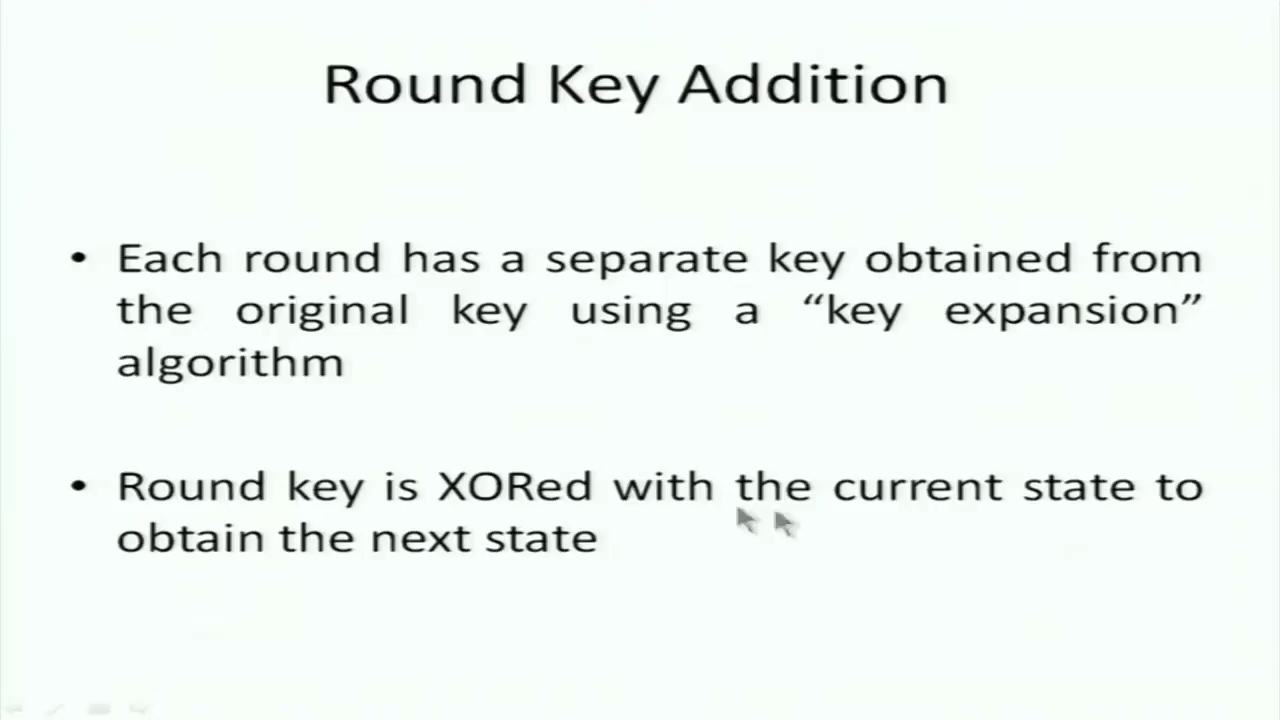 Round Key Addition
• Each round has a separate key obtained from
the original key using a “key expansion”
algorithm
• Round key is XORed with the current state to
obtain the next state